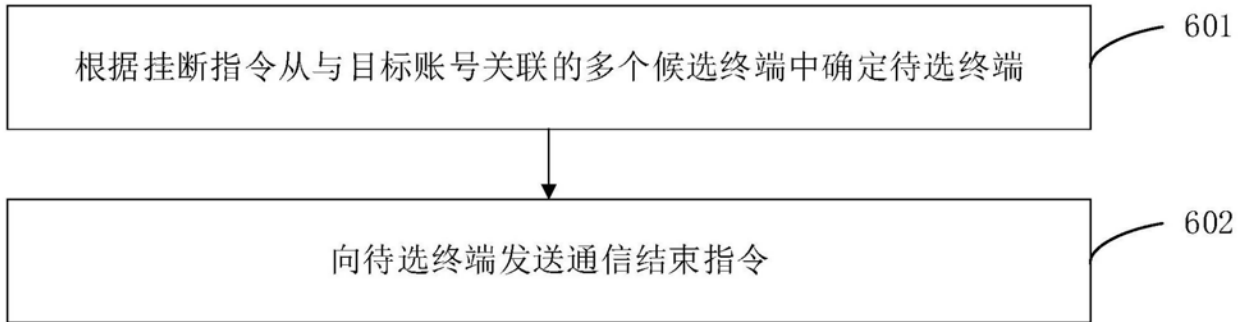 根据挂断指令从与目标账号关联的多个候选终端中确定待选终端
601
向待选终端发送通信结束指令
602